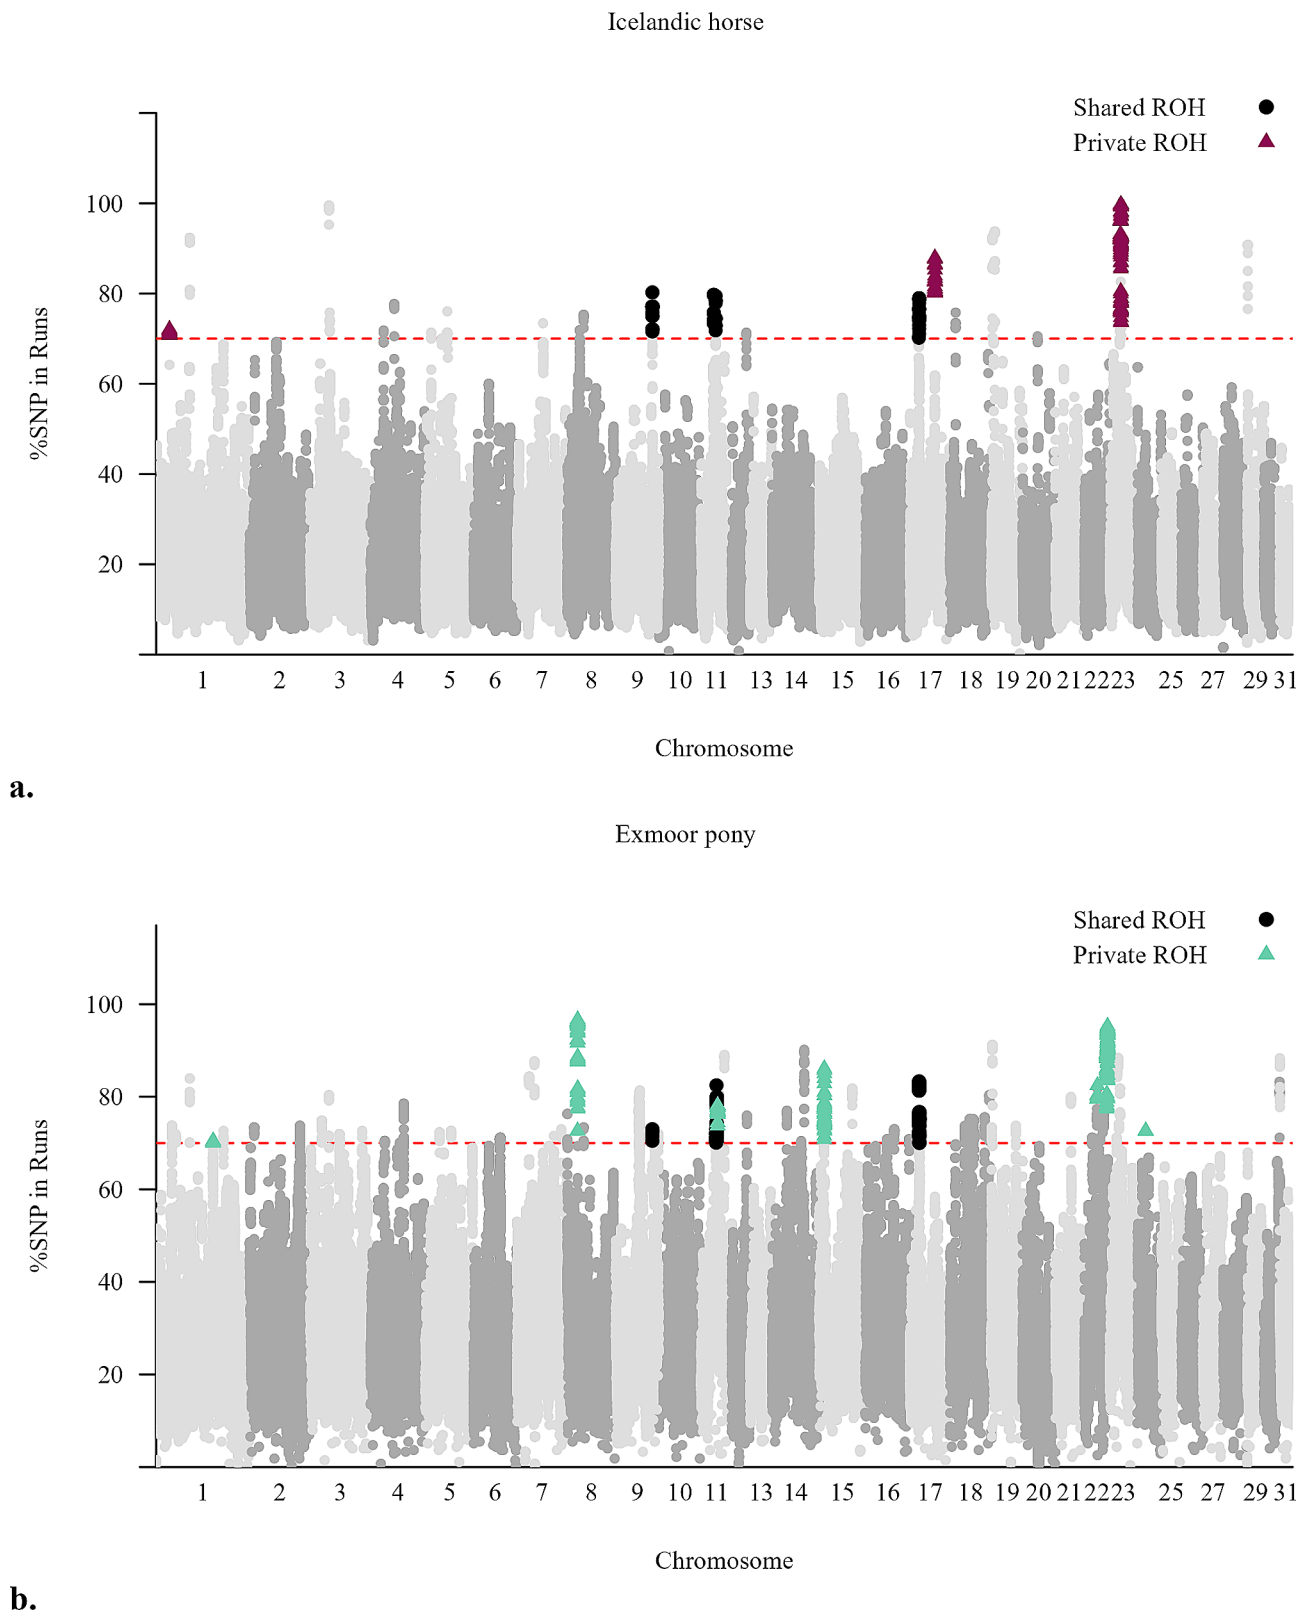 Icelandic horse
Shared ROH
Private ROH
100
80
60
40
20
%SNP in Runs
1 2 3 4 5 6 7 8 9 10 11 13 14 15 16 17 18 19 20 21 22 23 25 27 29 31
Chromosome
a.
Exmoor pony
Shared ROH
Private ROH
100
80
60
40
20
%SNP in Runs
1 2 3 4 5 6 7 8 9 10 11 13 14 15 16 17 18 19 20 21 22 23 25 27 29 31
Chromosome
b.